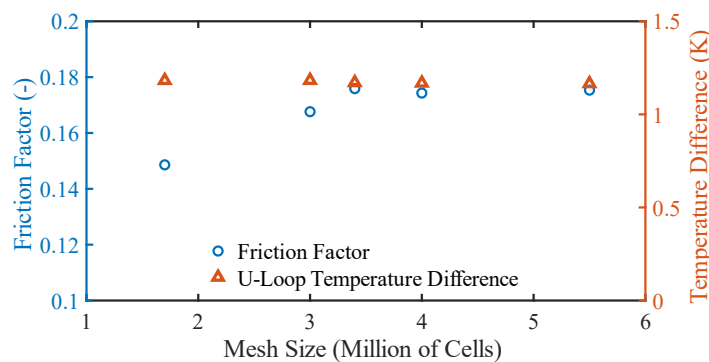 0.2
0.18
0.16
0.14
0.12
0.1
Friction Factor (-)
1.5
1
0.5
0
Temperature Difference (K)
Friction Factor
U-Loop Temperature Difference
1 2 3 4 5 6
Mesh Size (Million of Cells)